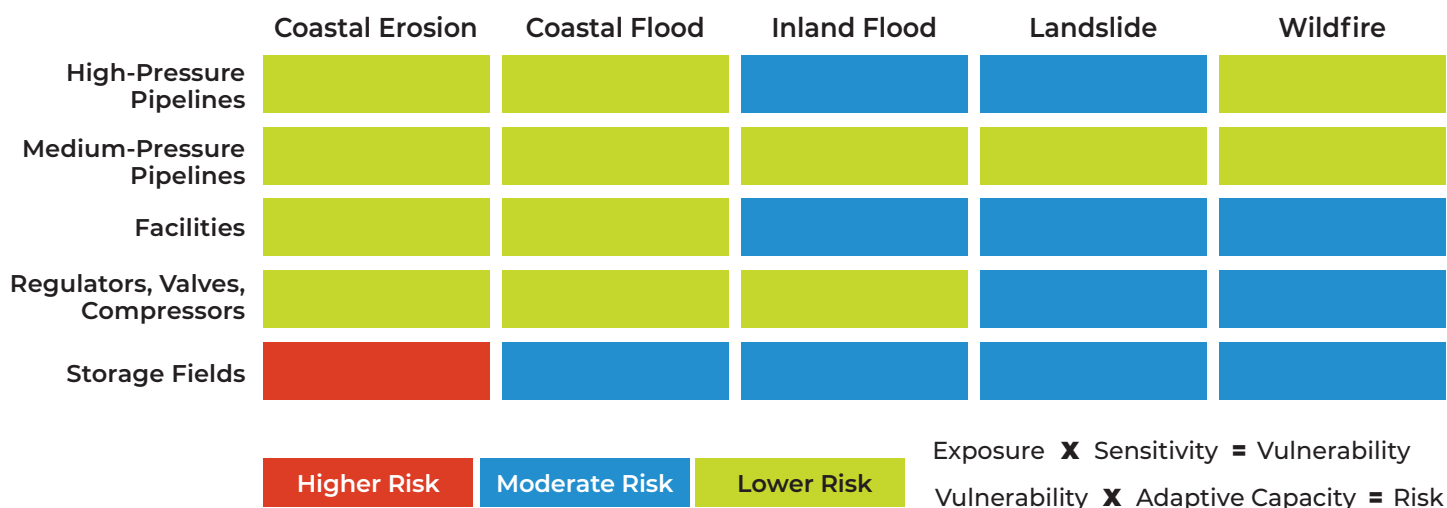 Coastal Erosion Coastal Flood Inland Flood Landslide Wildfire
High-Pressure
Pipelines
Medium-Pressure
Pipelines
Facilities
Regulators, Valves,
Compressors
Storage Fields
Higher Risk Moderate Risk Lower Risk
Exposure X Sensitivity = Vulnerability
Vulnerability X Adaptive Capacity = Risk